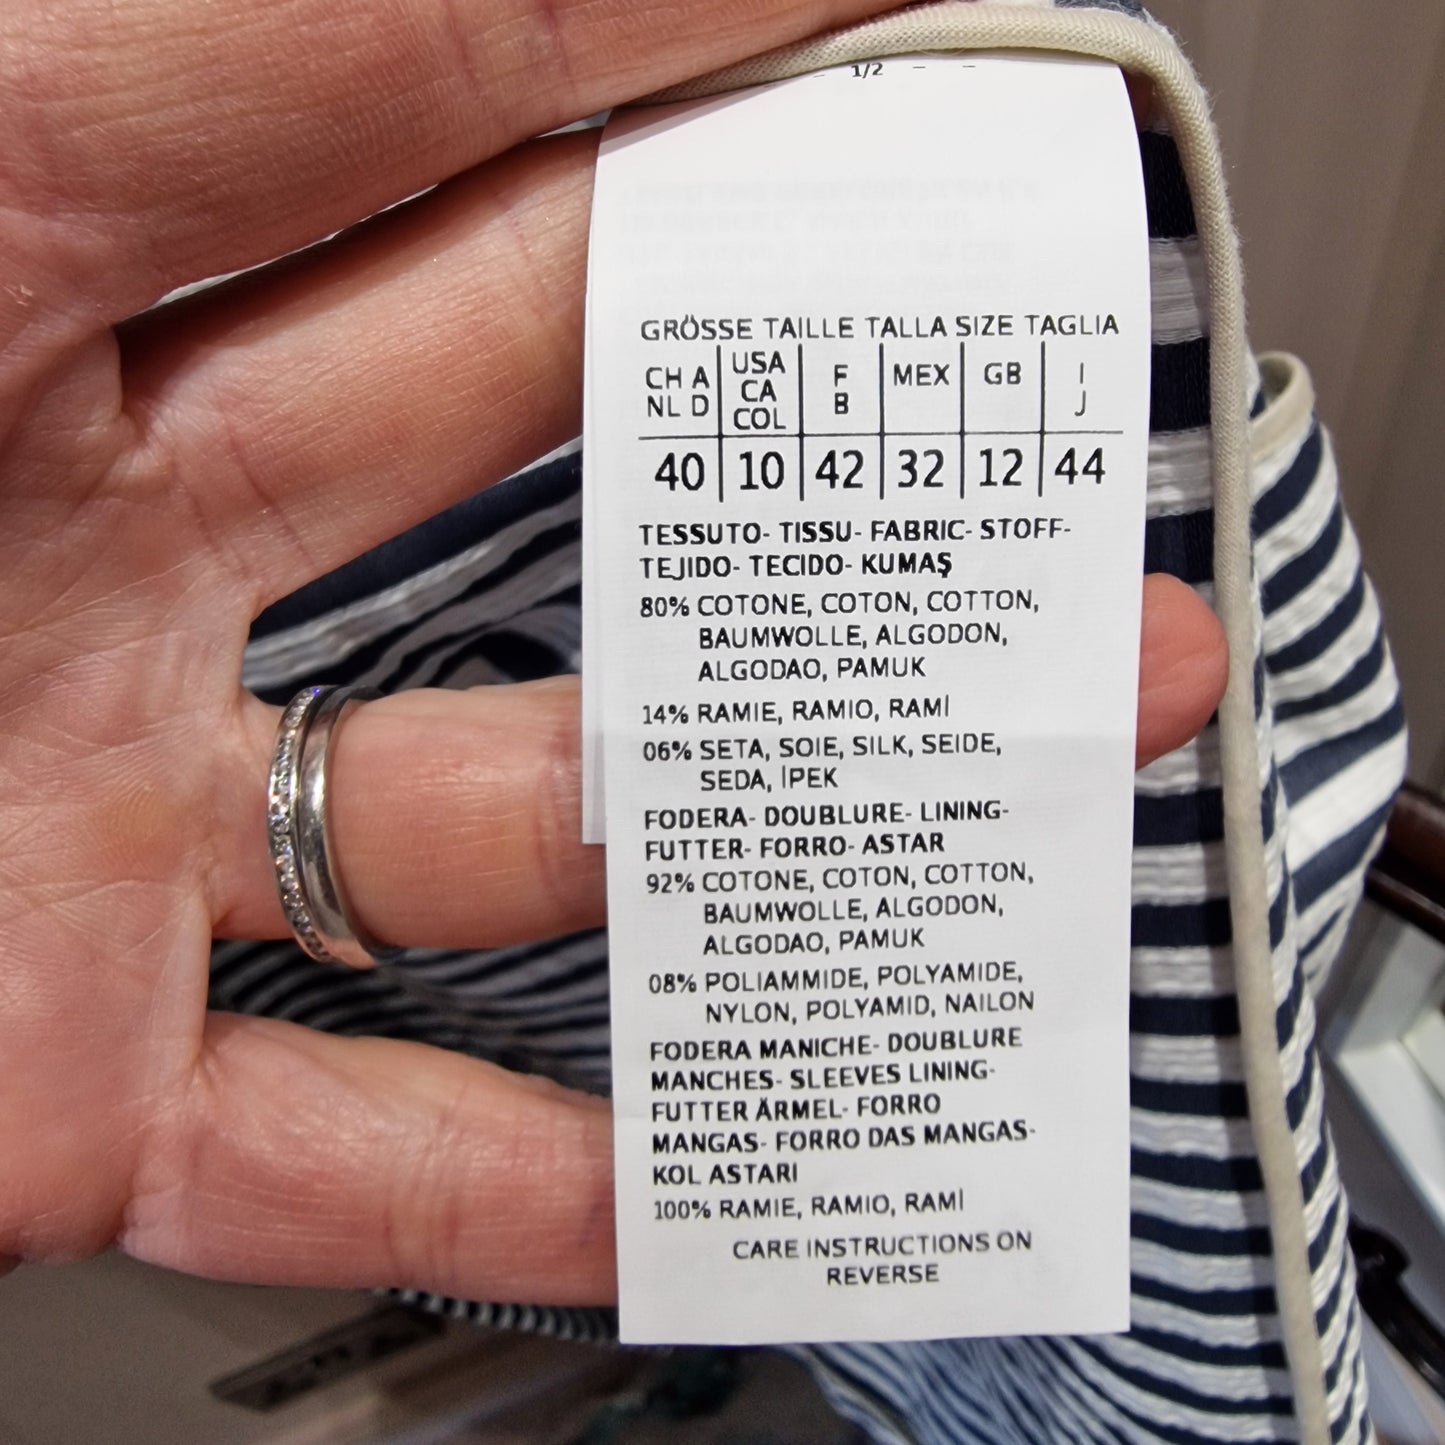 1/2
GRÖSSE TAILLE TALLA SIZE TAGLIA
CH A NL D
USA CA COL
F B
MEX
GB
I J
40 10 42 32 12 44
TESSUTO- TISSU- FABRIC- STOFF-
TEJIDO- TECIDO- KUMAŞ
80% COTONE, COTON, COTTON,
BAUMWOLLE, ALGODON,
ALGODAO, PAMUK
14% RAMIE, RAMIO, RAMİ
06% SETA, SOIE, SILK, SEIDE,
SEDA, İPEK
FODERA- DOUBLURE- LINING-
FUTTER- FORRO- ASTAR
92% COTONE, COTON, COTTON,
BAUMWOLLE, ALGODON,
ALGODAO, PAMUK
08% POLIAMMIDE, POLYAMIDE,
NYLON, POLYAMID, NAILON
FODERA MANICHE- DOUBLURE
MANCHES- SLEEVES LINING-
FUTTER ÄRMEL- FORRO
MANGAS- FORRO DAS MANGAS-
KOL ASTARI
100% RAMIE, RAMIO, RAMİ
CARE INSTRUCTIONS ON
REVERSE